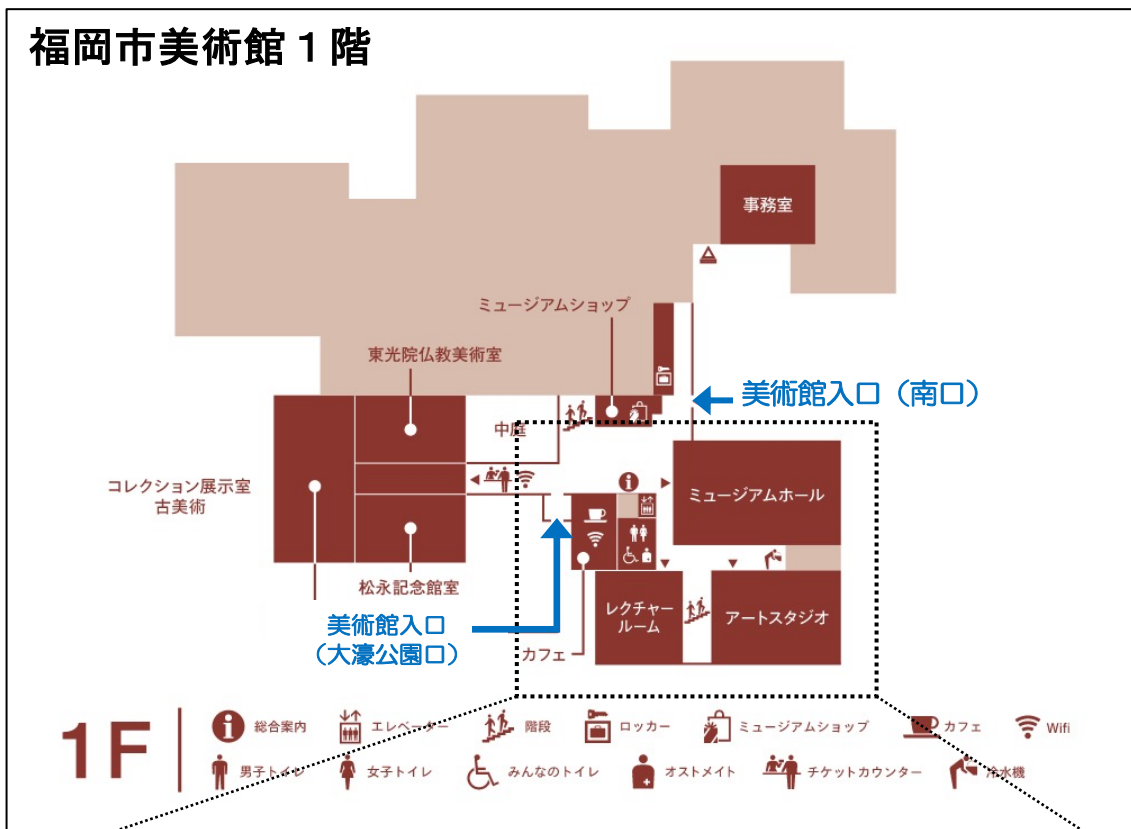 福岡市美術館１階
事務室
ミュージアムショップ
東光院仏教美術室
美術館入口（南口）
中庭
コレクション展示室
古美術
ミュージアムホール
松永記念館室
美術館入口
（大濠公園口）
レクチャー
ルーム
アートスタジオ
カフェ
1F
総合案内
エレベーター
階段
ロッカー
ミュージアムショップ
カフェ
Wifi
男子トイレ
女子トイレ
みんなのトイレ
オストメイト
チケットカウンター
冷水機